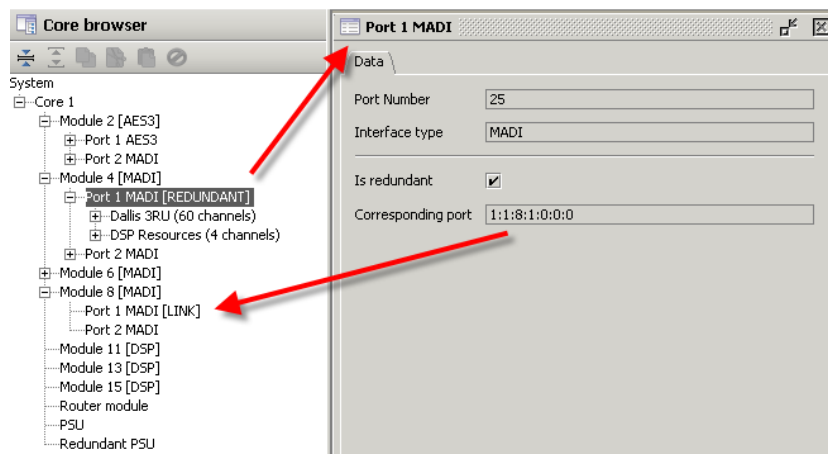 Core browser
System
Core 1
Module 2 [AES3]
Port 1 AES3
Port 2 MADI
Module 4 [MADI]
Port 1 MADI [REDUNDANT]
Dallis 3RU (60 channels)
DSP Resources (4 channels)
Port 2 MADI
Module 6 [MADI]
Module 8 [MADI]
Port 1 MADI [LINK]
Port 2 MADI
Module 11 [DSP]
Module 13 [DSP]
Module 15 [DSP]
Router module
PSU
Redundant PSU
Port 1 MADI
Data
Port Number 25
Interface type MADI
Is redundant
Corresponding port 1:1:8:1:0:0:0